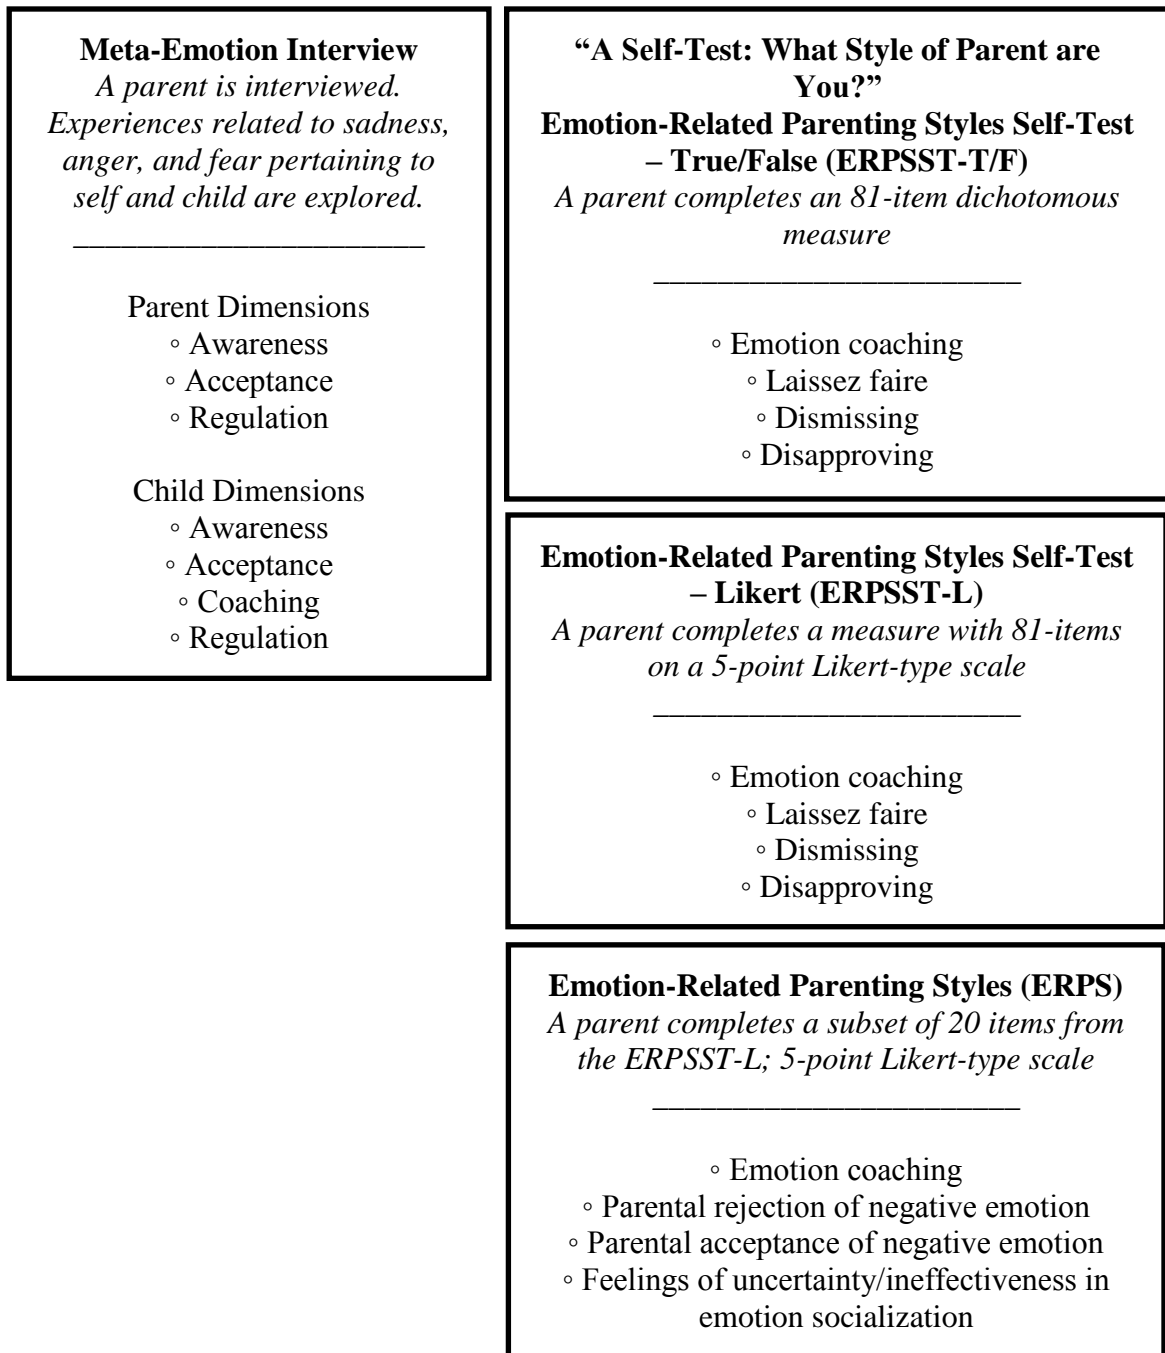 Meta-Emotion Interview
A parent is interviewed.
Experiences related to sadness,
anger, and fear pertaining to
self and child are explored.
______________________
Parent Dimensions
◦ Awareness
◦ Acceptance
◦ Regulation
Child Dimensions
◦ Awareness
◦ Acceptance
◦ Coaching
◦ Regulation
“A Self-Test: What Style of Parent are
You?”
Emotion-Related Parenting Styles Self-Test
– True/False (ERPSST-T/F)
A parent completes an 81-item dichotomous
measure
_______________________
◦ Emotion coaching
◦ Laissez faire
◦ Dismissing
◦ Disapproving
Emotion-Related Parenting Styles Self-Test
– Likert (ERPSST-L)
A parent completes a measure with 81-items
on a 5-point Likert-type scale
_______________________
◦ Emotion coaching
◦ Laissez faire
◦ Dismissing
◦ Disapproving
Emotion-Related Parenting Styles (ERPS)
A parent completes a subset of 20 items from
the ERPSST-L; 5-point Likert-type scale
_______________________
◦ Emotion coaching
◦ Parental rejection of negative emotion
◦ Parental acceptance of negative emotion
◦ Feelings of uncertainty/ineffectiveness in
emotion socialization